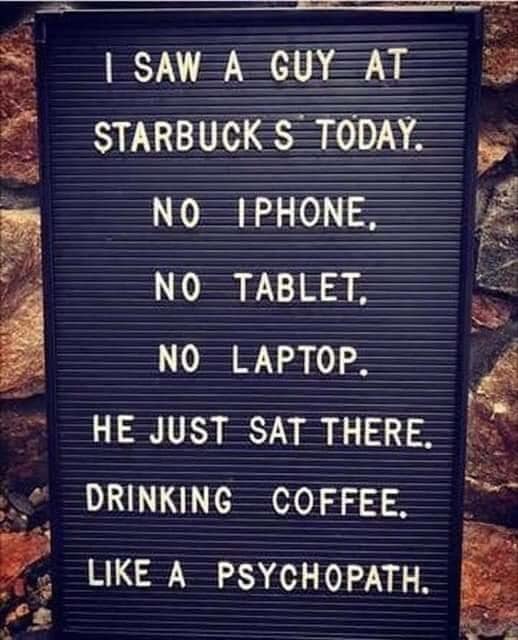 I SAW A GUY AT
STARBUCK S TODAY.
NO IPHONE,
NO TABLET,
NO LAPTOP.
HE JUST SAT THERE.
DRINKING COFFEE.
LIKE A PSYCHOPATH.